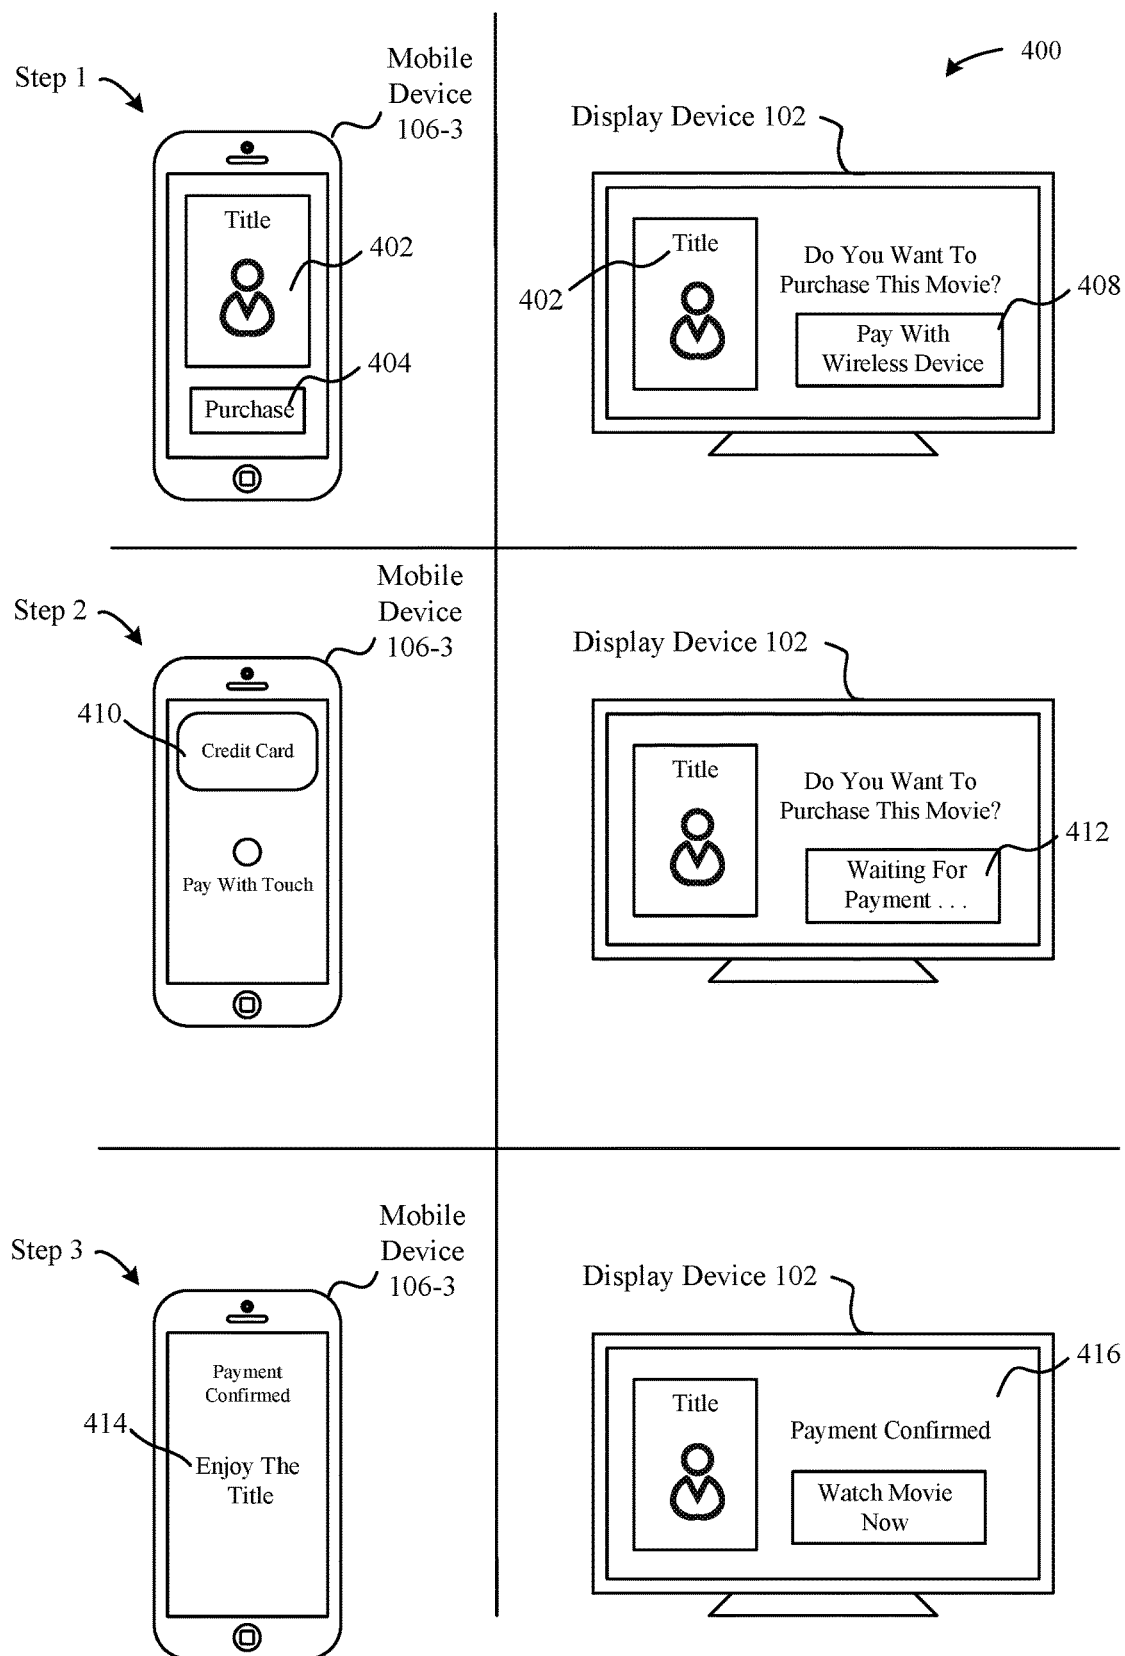 Step 1
Mobile
Device
106-3
Title
402
404
Purchase
400
Display Device 102
Title
402
Do You Want To
Purchase This Movie?
408
Pay With
Wireless Device
Step 2
Mobile
Device
106-3
410
Credit Card
Pay With Touch
Display Device 102
Title
Do You Want To
Purchase This Movie?
412
Waiting For
Payment . . .
Step 3
Mobile
Device
106-3
Payment
Confirmed
414
Enjoy The
Title
Display Device 102
416
Title
Payment Confirmed
Watch Movie
Now